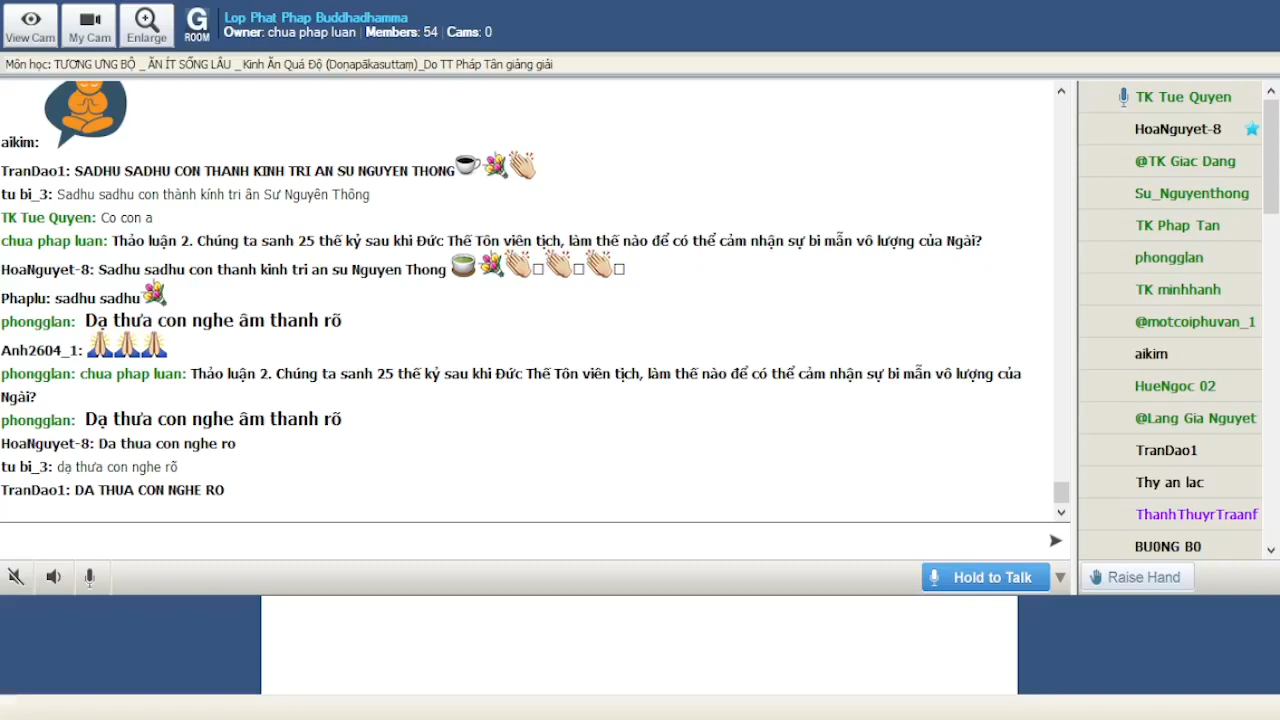 View Cam
My Cam
Enlarge
G
ROOM
Lop Phat Phap Buddhadhamma
Owner: chua phap luan | Members: 54 | Cams: 0
Môn học: TƯƠNG ƯNG BỘ _ ĂN ÍT SỐNG LÂU _ Kinh Ăn Quá Độ (Doṇapākasuttaṃ)_Do TT Pháp Tân giảng giải
aikim:
TranDao1: SADHU SADHU CON THANH KINH TRI AN SU NGUYEN THONG
tu bi_3: Sadhu sadhu con thành kính tri ân Sư Nguyên Thông
TK Tue Quyen: Co con a
chua phap luan: Thảo luận 2. Chúng ta sanh 25 thế kỷ sau khi Đức Thế Tôn viên tịch, làm thế nào để có thể cảm nhận sự bi mẫn vô lượng của Ngài?
HoaNguyet-8: Sadhu sadhu con thanh kinh tri an su Nguyen Thong
Phaplu: sadhu sadhu
phongglan: Dạ thưa con nghe âm thanh rõ
Anh2604_1:
phongglan: chua phap luan: Thảo luận 2. Chúng ta sanh 25 thế kỷ sau khi Đức Thế Tôn viên tịch, làm thế nào để có thể cảm nhận sự bi mẫn vô lượng của
Ngài?
phongglan: Dạ thưa con nghe âm thanh rõ
HoaNguyet-8: Da thua con nghe ro
tu bi_3: dạ thưa con nghe rõ
TranDao1: DA THUA CON NGHE RO
Hold to Talk
TK Tue Quyen
HoaNguyet-8
@TK Giac Dang
Su_Nguyenthong
TK Phap Tan
phongglan
TK minhhanh
@motcoiphuvan_1
aikim
HueNgoc 02
@Lang Gia Nguyet
TranDao1
Thy an lac
ThanhThuyrTraanf
BU0NG B0
Raise Hand